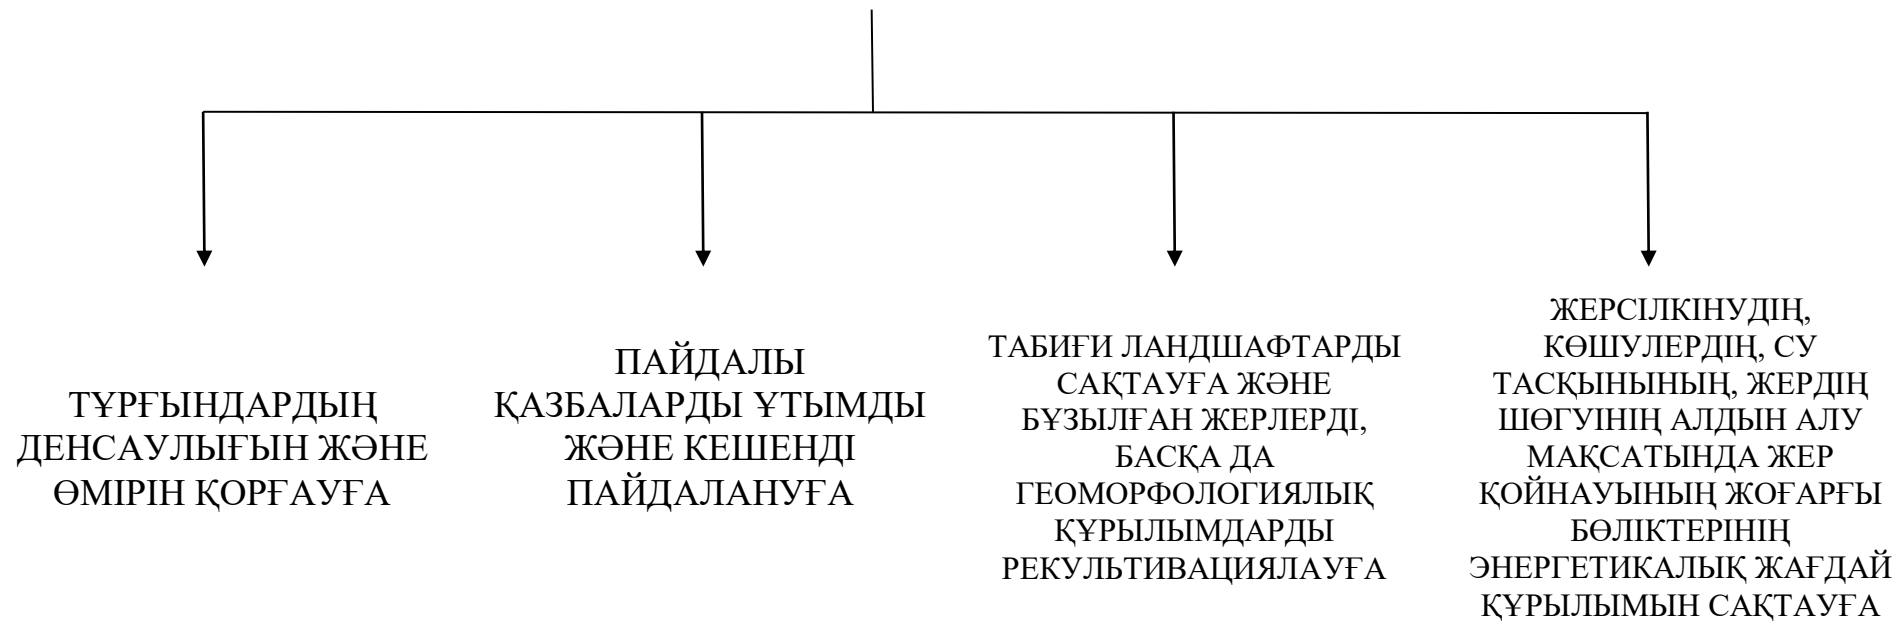 ТҰРҒЫНДАРДЫҢ
ДЕНСАУЛЫҒЫН ЖӘНЕ
ӨМІРІН ҚОРҒАУҒА
ПАЙДАЛЫ
ҚАЗБАЛАРДЫ ҰТЫМДЫ
ЖӘНЕ КЕШЕНДІ
ПАЙДАЛАНУҒА
ТАБИҒИ ЛАНДШАФТАРДЫ
САҚТАУҒА ЖӘНЕ
БҰЗЫЛҒАН ЖЕРЛЕРДІ,
БАСҚА ДА
ГЕОМОРФОЛОГИЯЛЫҚ
ҚҰРЫЛЫМДАРДЫ
РЕКУЛЬТИВАЦИЯЛАУҒА
ЖЕРСІЛКІНУДІҢ,
КӨШУЛЕРДІҢ, СУ
ТАСҚЫНЫНЫҢ, ЖЕРДІҢ
ШӨГУІНІҢ АЛДЫН АЛУ
МАҚСАТЫНДА ЖЕР
ҚОЙНАУЫНЫҢ ЖОҒАРҒЫ
БӨЛІКТЕРІНІҢ
ЭНЕРГЕТИКАЛЫҚ ЖАҒДАЙ
ҚҰРЫЛЫМЫН САҚТАУҒА